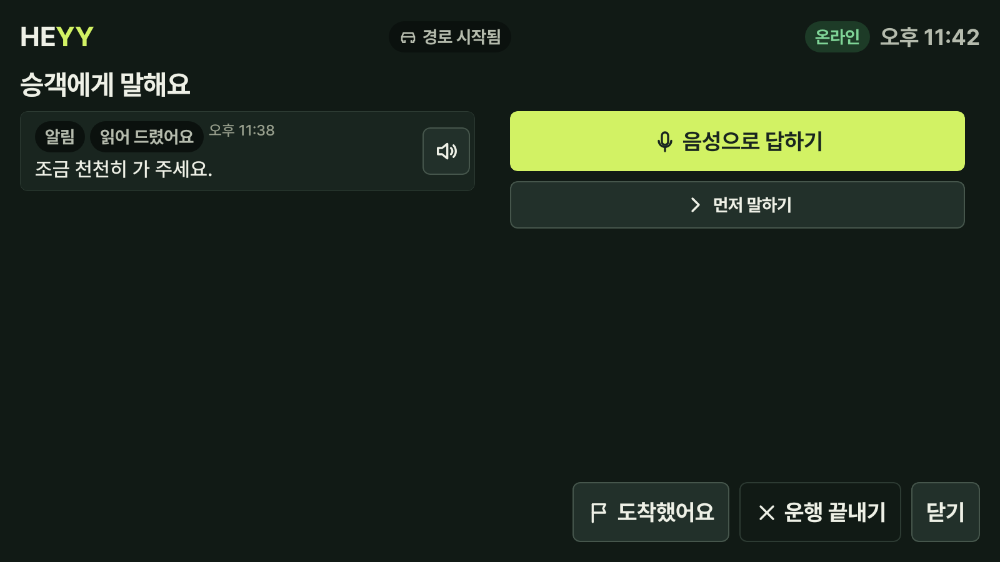 HEYY
경로 시작됨
온라인 오후 11:42
승객에게 말해요
알림 읽어 드렸어요 오후 11:38
조금 천천히 가 주세요.
음성으로 답하기
먼저 말하기
도착했어요
운행 끝내기
닫기